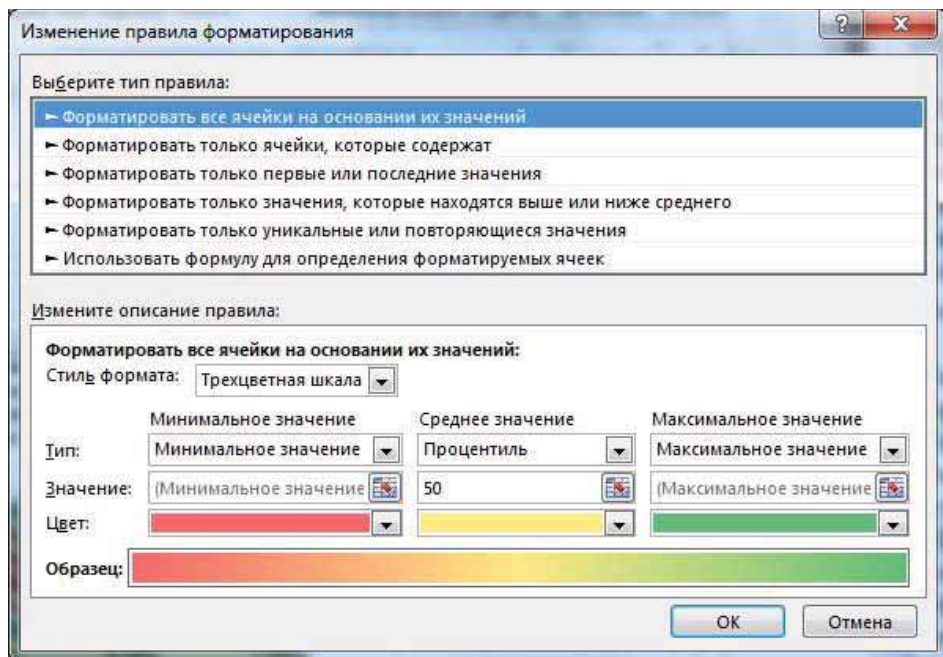 Изменение правила форматирования
?
Выберите тип правила:
► Форматировать все ячейки на основании их значений
► Форматировать только ячейки, которые содержат
► Форматировать только первые или последние значения
► Форматировать только значения, которые находятся выше или ниже среднего
► Форматировать только уникальные или повторяющиеся значения
► Использовать формулу для определения форматируемых ячеек
Измените описание правила:
Форматировать все ячейки на основании их значений:
Стиль формата: Трехцветная шкала
Минимальное значение Среднее значение Максимальное значение
Тип: Минимальное значение Процентиль Максимальное значение
Значение: (Минимальное значение 50 (Максимальное значение
Цвет:
Образец:
ОК Отмена